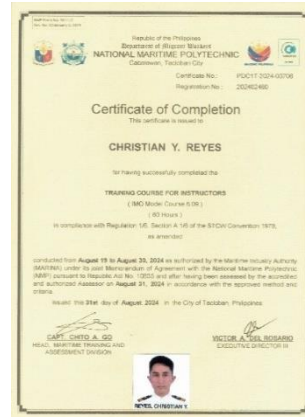 Republic of the Philippines
Department of Migrant Workers
NATIONAL MARITIME POLYTECHNIC
Cabalawan, Tacloban City
Certificate No.:
Registration No.:
Certificate of Completion
This certificate is issued to
CHRISTIAN Y. REYES
for having successfully completed the
TRAINING COURSE FOR INSTRUCTORS
( IMO Model Course 6.09 )
( 80 Hours )
in compliance with Regulation I/6, Section A-I/6 of the STCW Convention 1978,
as amended
conducted from August 19 to August 30, 2024 as authorized by the Maritime Industry Authority
(MARINA) under its joint Memorandum of Agreement with the National Maritime Polytechnic
(NMP) pursuant to Republic Act No. 10635 and after having been assessed by the
and authorized Assessor on August 31, 2024 in accordance with the approved method and
criteria.
Issued this 31st day of August, 2024 in the City of Tacloban, Philippines
CAPT. CHITO A. GO
HEAD, MARITIME TRAINING AND
ASSESSMENT DIVISION
VICTOR A. DEL ROSARIO
EXECUTIVE DIRECTOR III
REYES, CHRISTIAN Y.